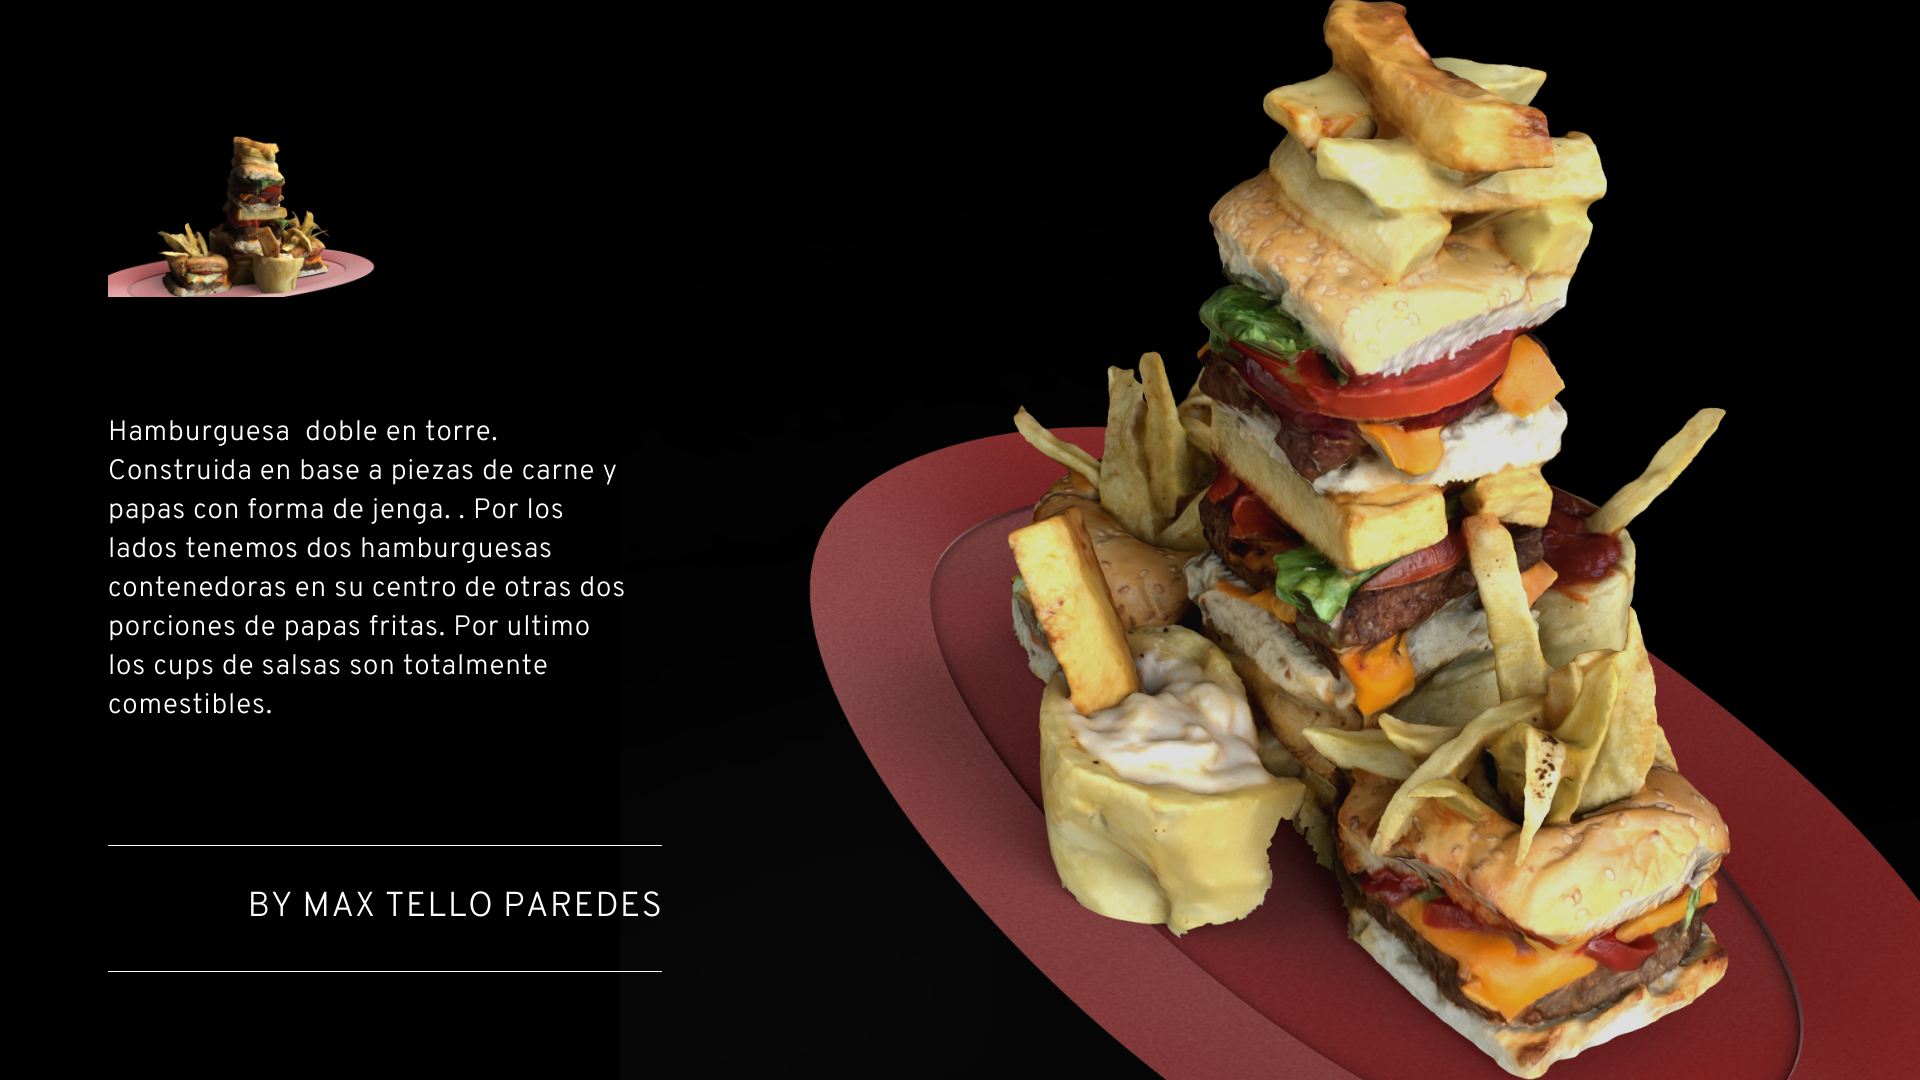 Hamburguesa  doble en torre.
Construida en base a piezas de carne y
papas con forma de jenga. . Por los
lados tenemos dos hamburguesas
contenedoras en su centro de otras dos
porciones de papas fritas. Por ultimo
los cups de salsas son totalmente
comestibles.
BY MAX TELLO PAREDES